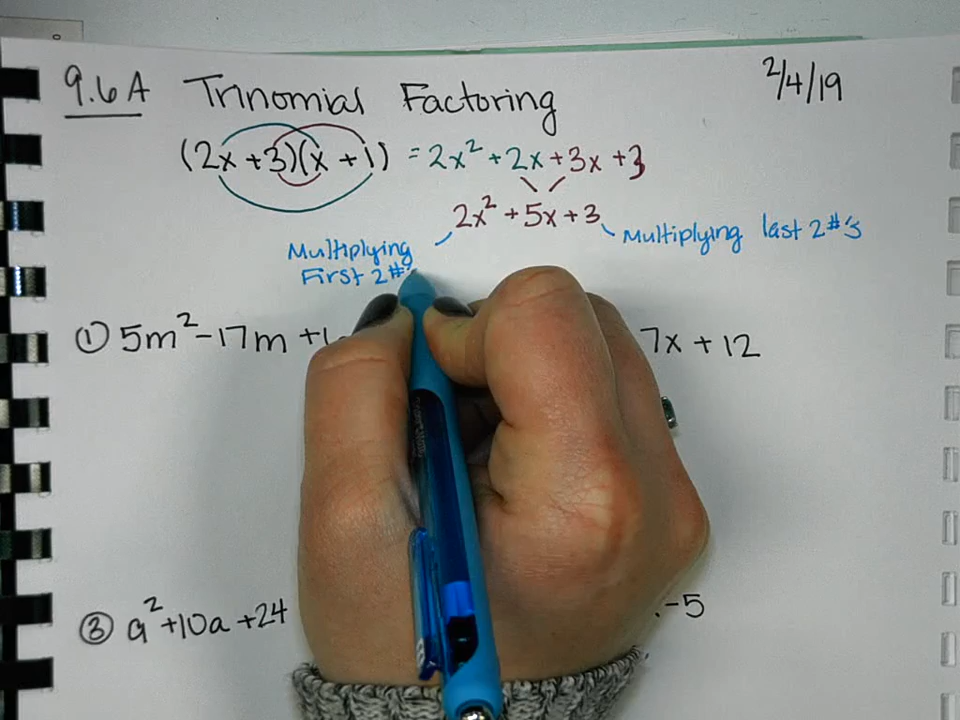 9.6A Trinomial Factoring 2/4/19
(2x +3)(x +1) = 2x² + 2x + 3x + 3
2x² + 5x + 3
Multiplying last 2 #'s
Multiplying
First 2 #'s
① 5m² - 17m +
7x + 12
③ a² + 10a + 24
-5